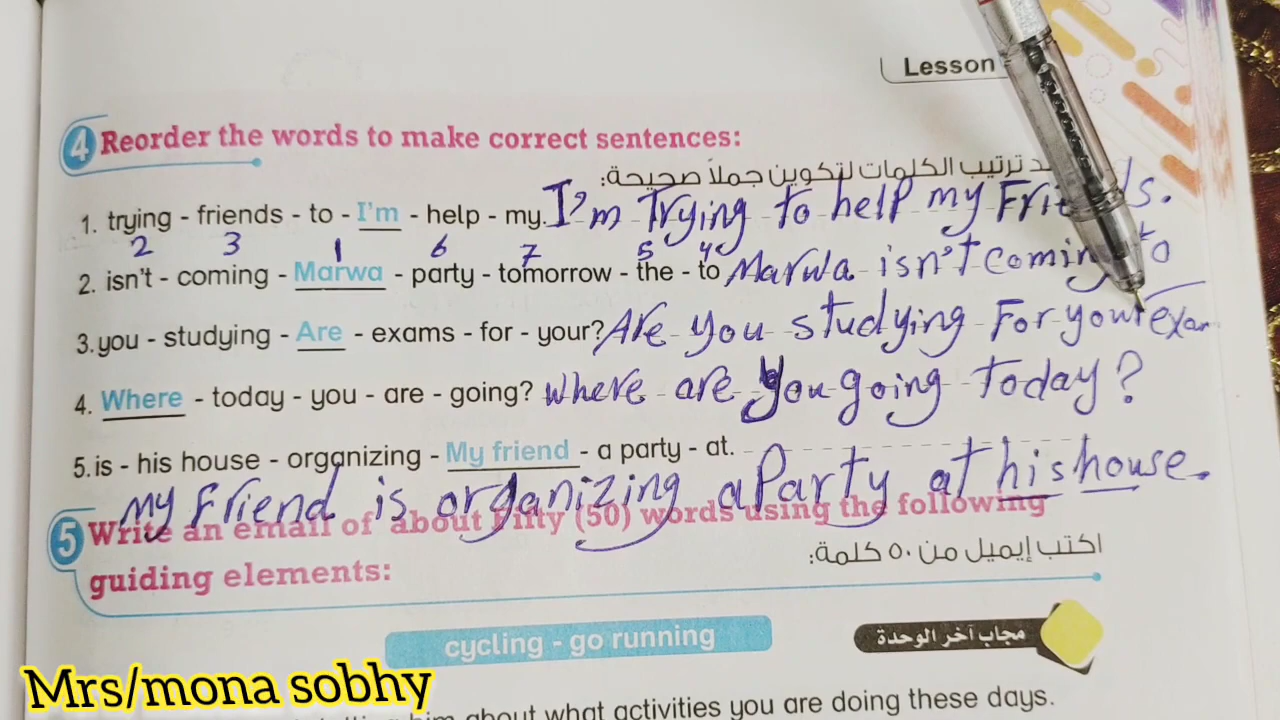 Lesson
4 Reorder the words to make correct sentences:
ترتيب الكلمات لتكوين جملاً صحيحة:
1. trying - friends - to - I'm - help - my. I'm Trying to help my Friends.
2 3 1 6 7 5 4
2. isn't - coming - Marwa - party - tomorrow - the - to Marwa isn't coming to
3. you - studying - Are - exams - for - your? Are you studying For your exam
4. Where - today - you - are - going? Where are you going Today?
5. is - his house - organizing - My friend - a party - at.
My friend is organizing a Party at his house.
5 Write an email of about Fifty (50) words using the following
guiding elements:
اكتب إيميل من ٥٠ كلمة:
cycling - go running
مجاب آخر الوحدة
Mrs/mona sobhy
him about what activities you are doing these days.